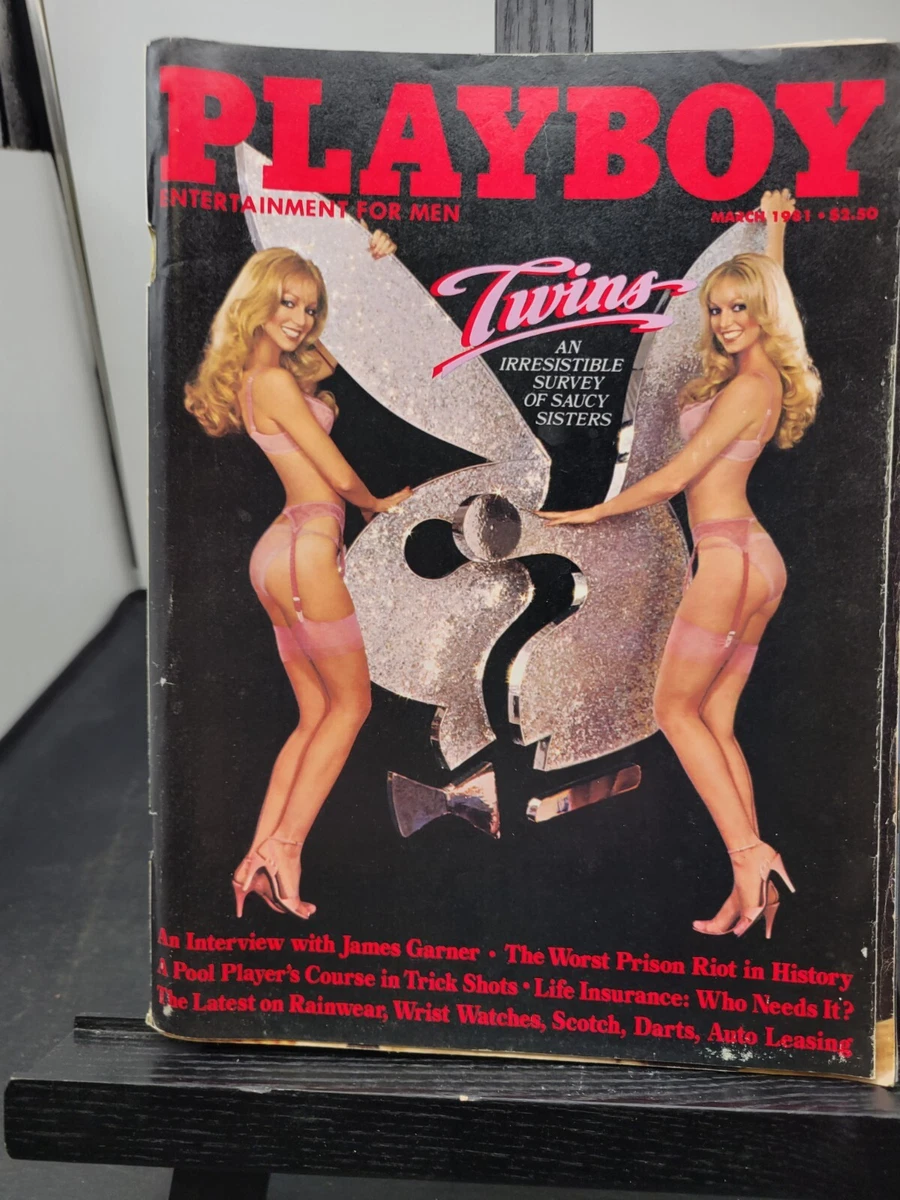 PLAYBOY
ENTERTAINMENT FOR MEN
MARCH 1981 • $2.50
Twins
AN
IRRESISTIBLE
SURVEY
OF SAUCY
SISTERS
An Interview with James Garner • The Worst Prison Riot in History
A Pool Player's Course in Trick Shots • Life Insurance: Who Needs It?
The Latest on Rainwear, Wrist Watches, Scotch, Darts, Auto Leasing